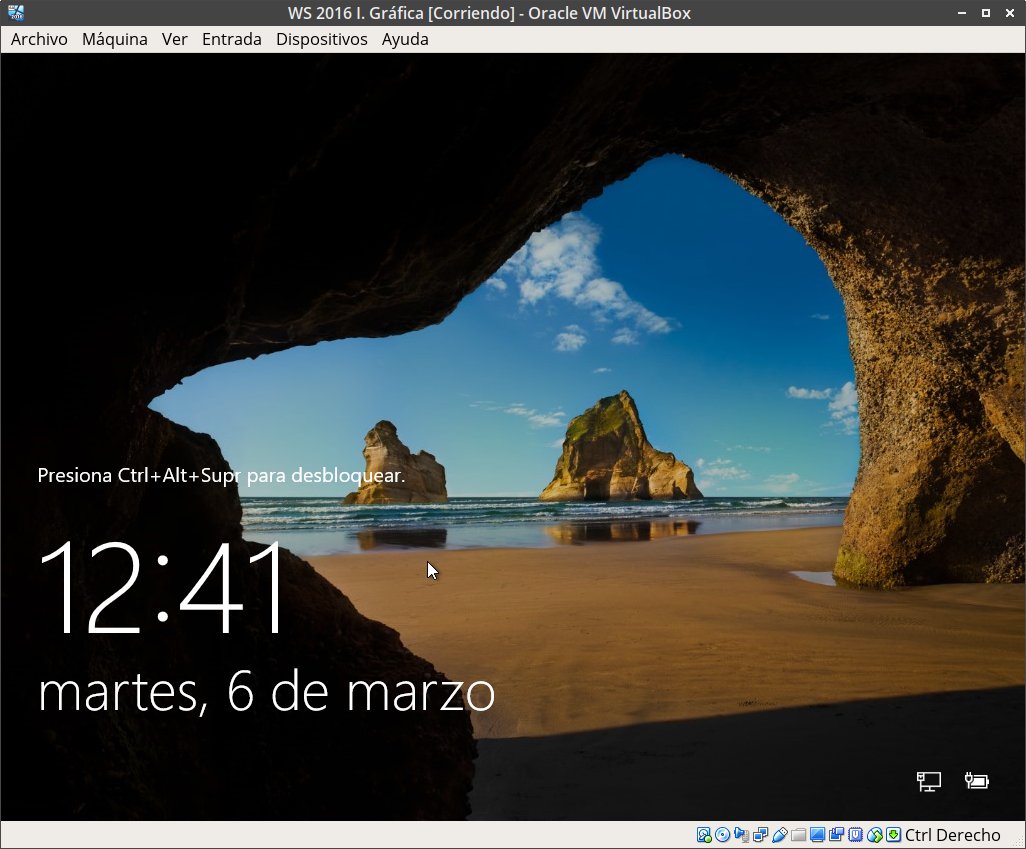 WS 2016 I. Gráfica [Corriendo] - Oracle VM VirtualBox
Archivo Máquina Ver Entrada Dispositivos Ayuda
Presiona Ctrl+Alt+Supr para desbloquear.
12:41
martes, 6 de marzo
Ctrl Derecho